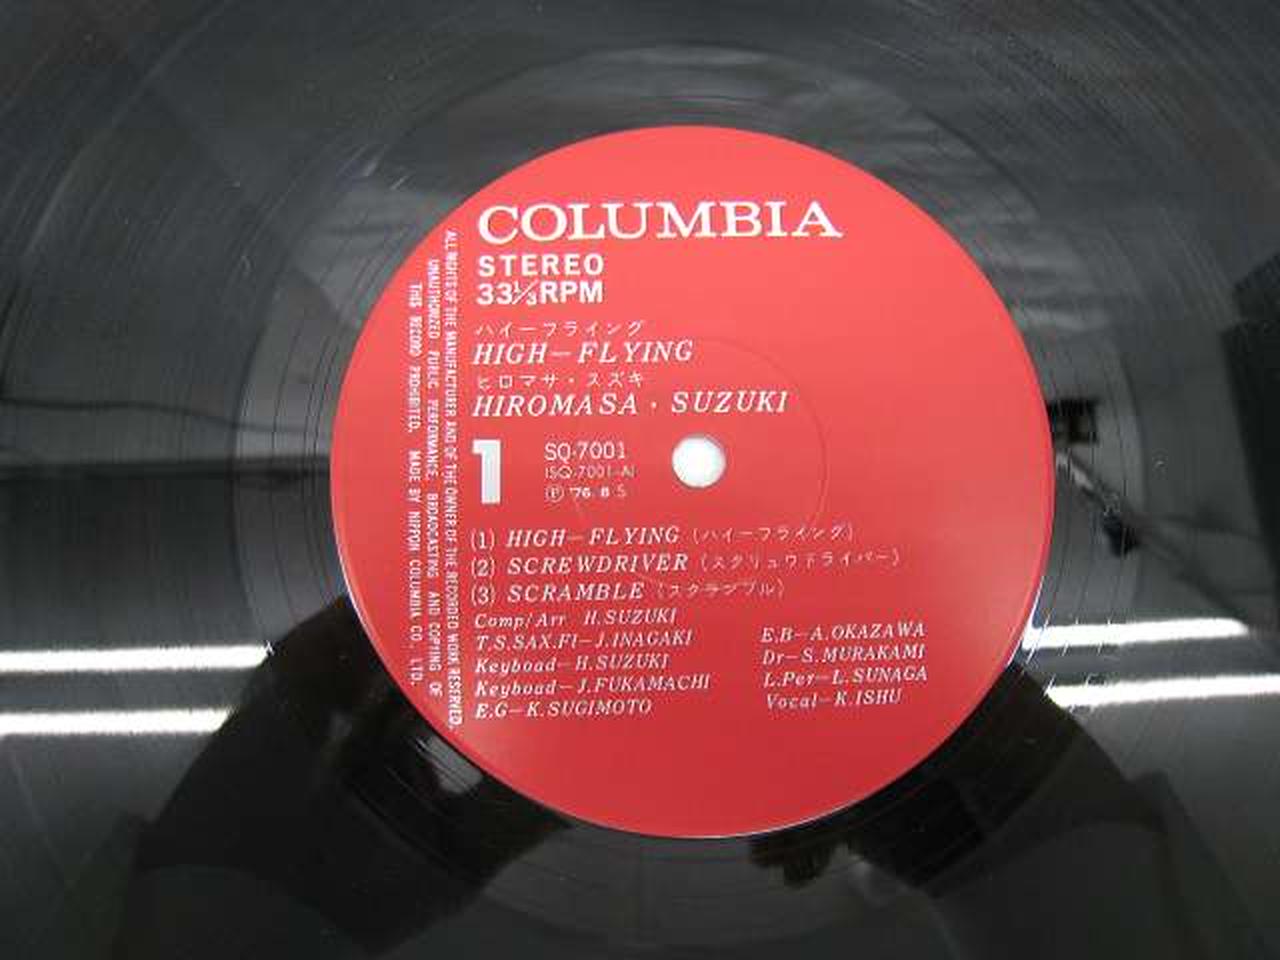 COLUMBIA
STEREO
33⅓RPM
ハイーフライング
HIGH–FLYING
ヒロマサ・スズキ
HIROMASA・SUZUKI
1
SQ-7001
(SQ-7001-A)
Ⓟ '76. 8 S
(1) HIGH–FLYING (ハイーフライング)
(2) SCREWDRIVER (スクリュウドライバー)
(3) SCRAMBLE (スクランブル)
Comp/Arr H.SUZUKI
T.S.SAX.Fl–J.INAGAKI
Keyboad–H.SUZUKI
Keyboad–J.FUKAMACHI
E.G–K.SUGIMOTO
E.B–A.OKAZAWA
Dr–S.MURAKAMI
L.Per–L.SUNAGA
Vocal–K.ISHU
ALL RIGHTS OF THE MANUFACTURER AND OF THE OWNER OF THE RECORDED WORK RESERVED.
UNAUTHORIZED PUBLIC PERFORMANCE, BROADCASTING AND COPYING OF
THIS RECORD PROHIBITED. MADE BY NIPPON COLUMBIA CO., LTD.